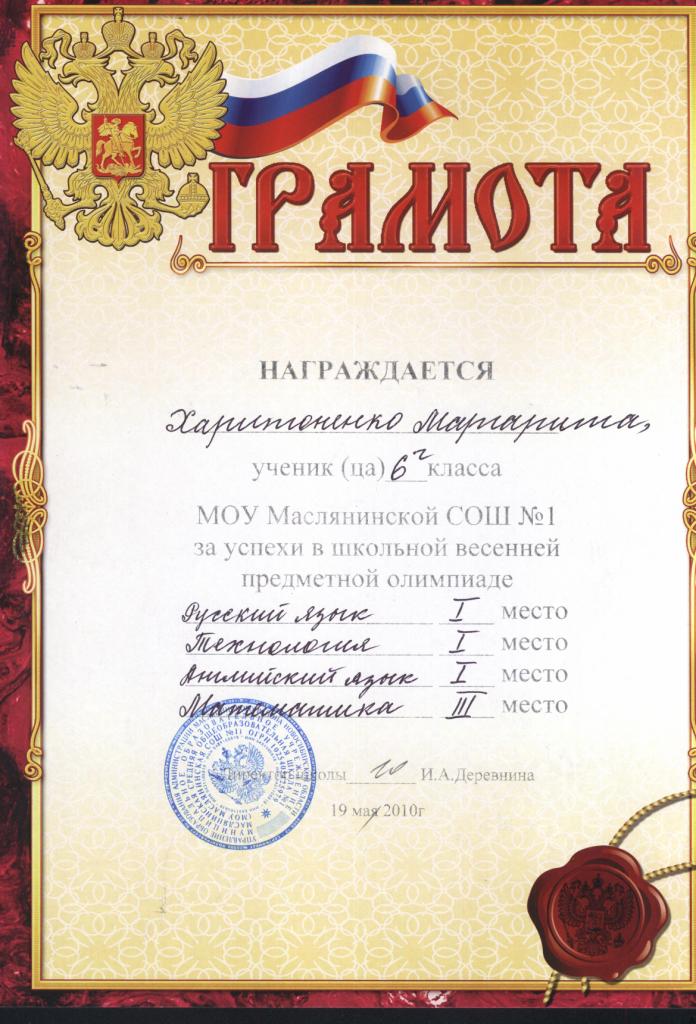 ГРАМОТА
НАГРАЖДАЕТСЯ
Харитоненко Маргарита,
ученик (ца) 6 г класса
МОУ Маслянинской СОШ №1
за успехи в школьной весенней
предметной олимпиаде
Русский язык I место
Технология I место
Английский язык I место
Математика III место
Директор школы И.А.Деревнина
19 мая 2010г